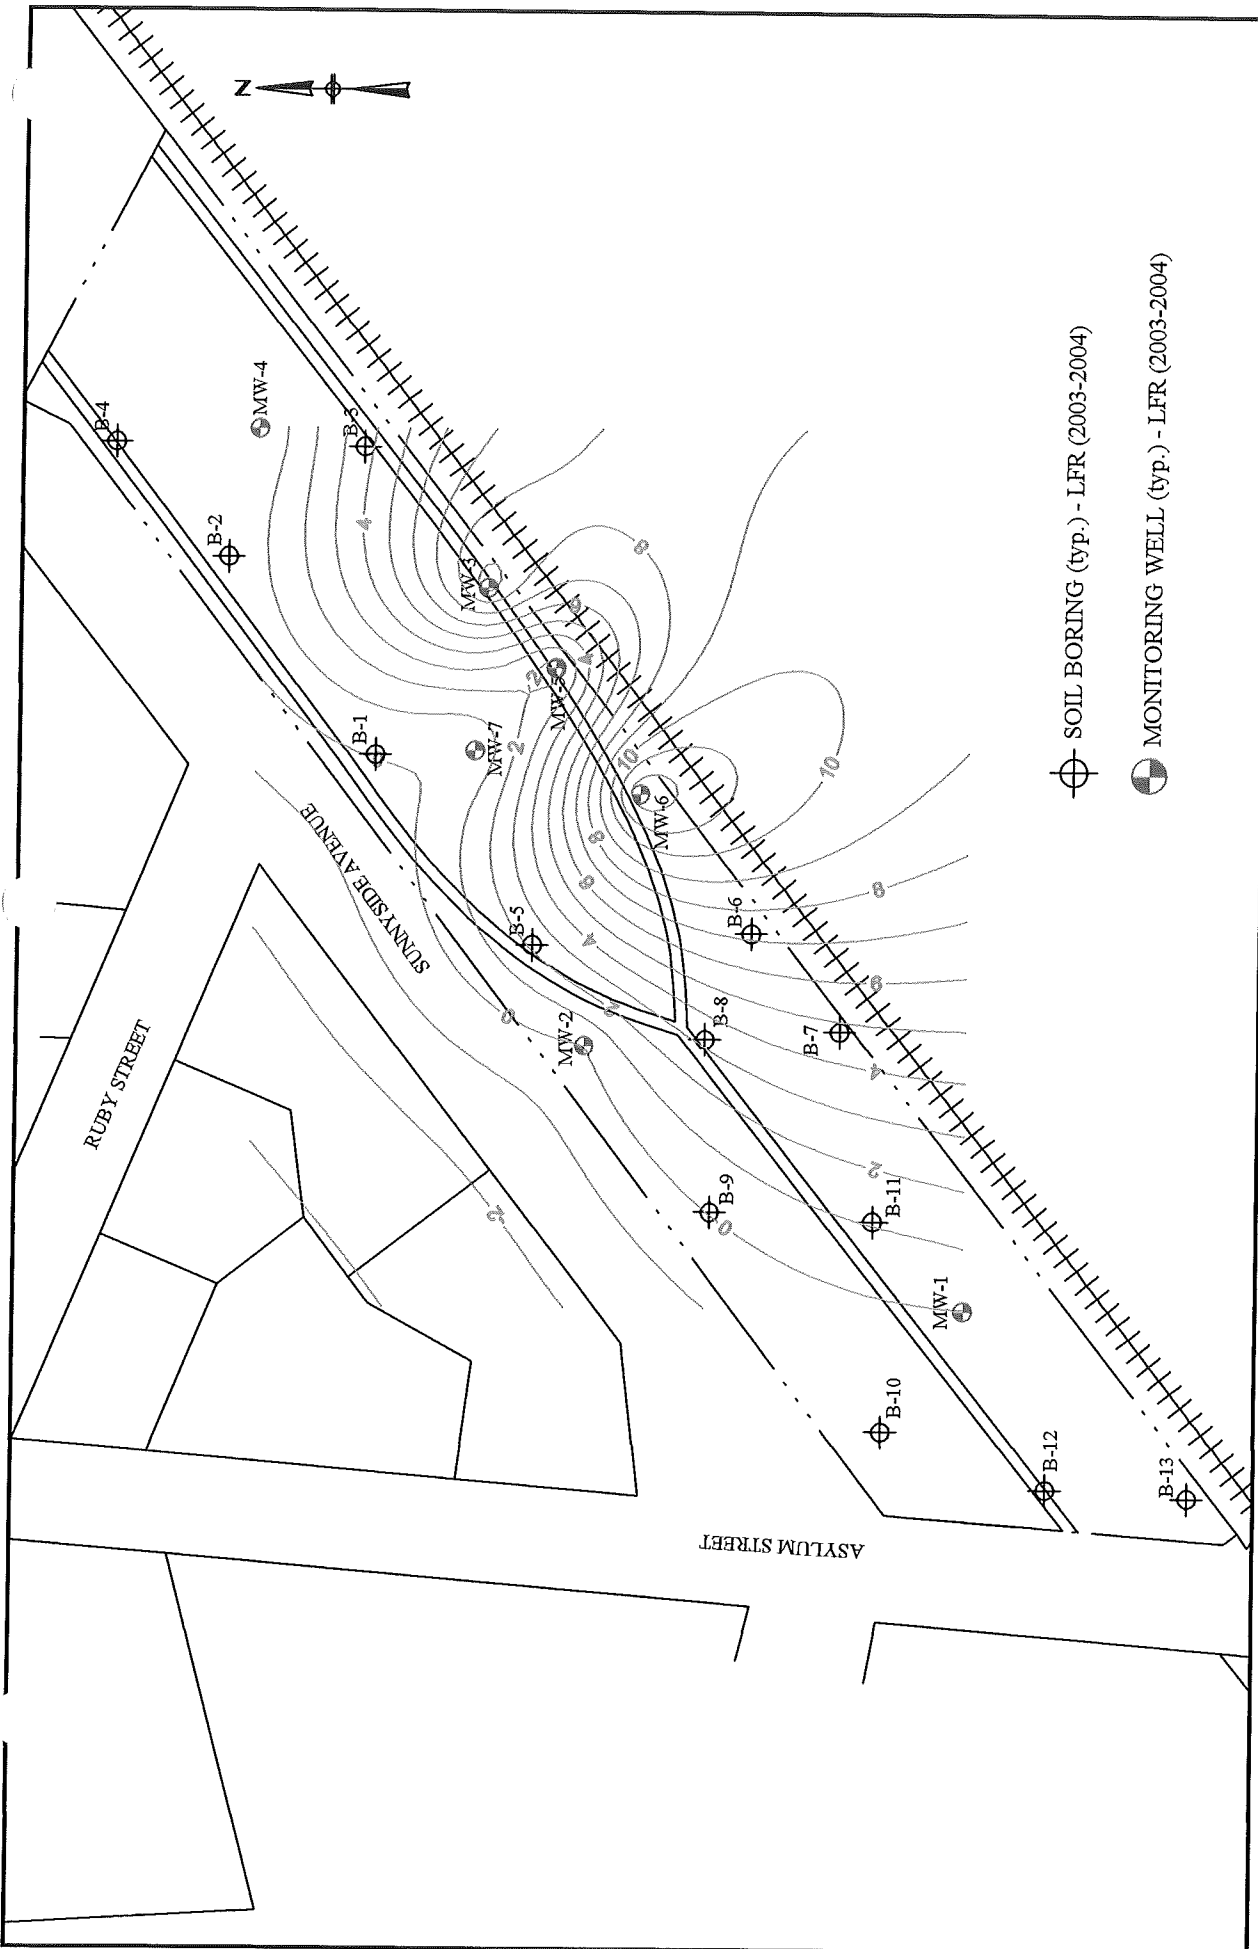 N
B-4
MW-4
B-3
B-2
4
MW-3
8
6
4
2
MW-5
B-1
MW-7
2
10
10
MW-6
SUNNYSIDE AVENUE
8
6
8
B-5
4
B-6
6
0
2
MW-2
B-8
B-7
4
RUBY STREET
2
-2
B-9
0
B-11
MW-1
B-10
B-12
B-13
ASYLUM STREET
SOIL BORING (typ.) - LFR (2003-2004)
MONITORING WELL (typ.) - LFR (2003-2004)